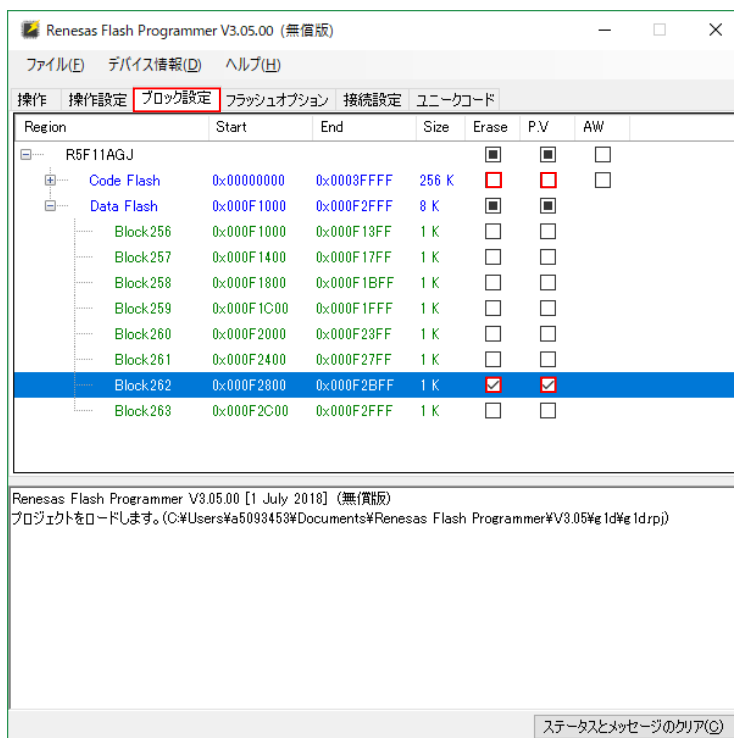 Renesas Flash Programmer V3.05.00 (無償版)
ファイル(F) デバイス情報(D) ヘルプ(H)
操作 操作設定 ブロック設定 フラッシュオプション 接続設定 ユニークコード
Region Start End Size Erase P.V AW
R5F11AGJ
Code Flash 0x00000000 0x0003FFFF 256 K
Data Flash 0x000F1000 0x000F2FFF 8 K
Block256 0x000F1000 0x000F13FF 1 K
Block257 0x000F1400 0x000F17FF 1 K
Block258 0x000F1800 0x000F1BFF 1 K
Block259 0x000F1C00 0x000F1FFF 1 K
Block260 0x000F2000 0x000F23FF 1 K
Block261 0x000F2400 0x000F27FF 1 K
Block262 0x000F2800 0x000F2BFF 1 K
Block263 0x000F2C00 0x000F2FFF 1 K
Renesas Flash Programmer V3.05.00 [1 July 2018] (無償版)
プロジェクトをロードします。(C:¥Users¥a5093453¥Documents¥Renesas Flash Programmer¥V3.05¥g1d¥g1d.rpj)
ステータスとメッセージのクリア(C)